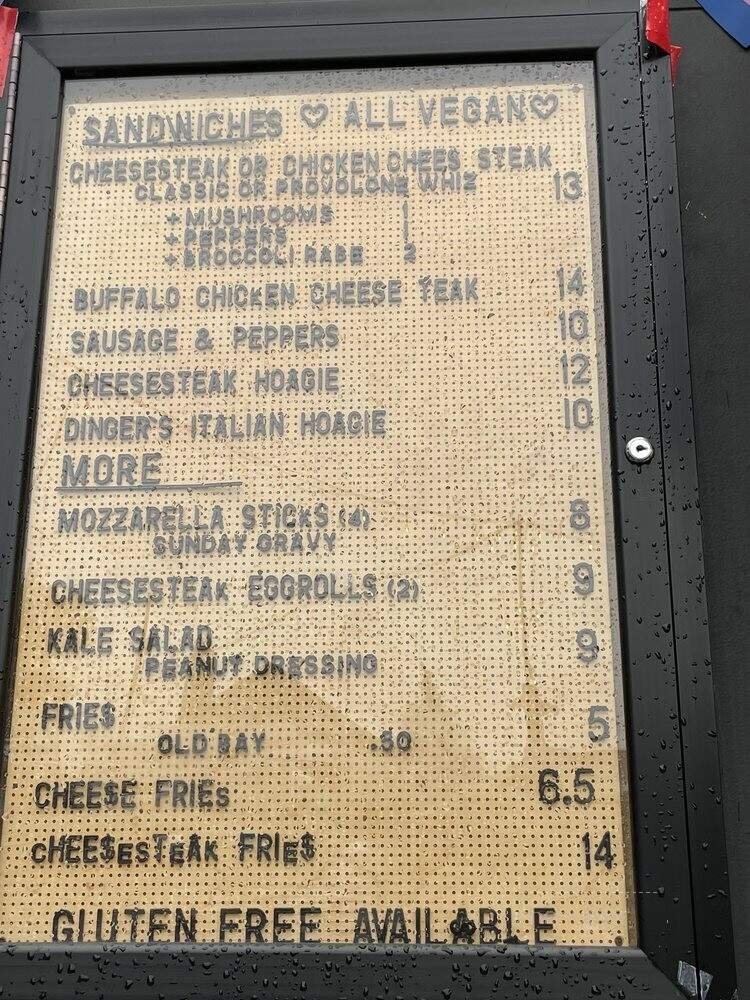 SANDWICHES ♡ ALL VEGAN♡
CHEESESTEAK OR CHICKEN CHEES STEAK 13
CLASSIC OR PROVOLONE WHIZ
+ MUSHROOMS 1
+ PEPPERS 1
+ BROCCOLI RABE 2
BUFFALO CHICKEN CHEESE TEAK 14
SAUSAGE & PEPPERS 10
CHEESESTEAK HOAGIE 12
DINGER'S ITALIAN HOAGIE 10
MORE
MOZZARELLA STICKS (4) 8
SUNDAY GRAVY
CHEESESTEAK EGGROLLS (2) 9
KALE SALAD 9
PEANUT DRESSING
FRIE$ 5
OLD BAY .50
CHEE$E FRIEs 6.5
cHEE$EsTEAK FRIE$ 14
GLUTEN FREE AVAILABLE